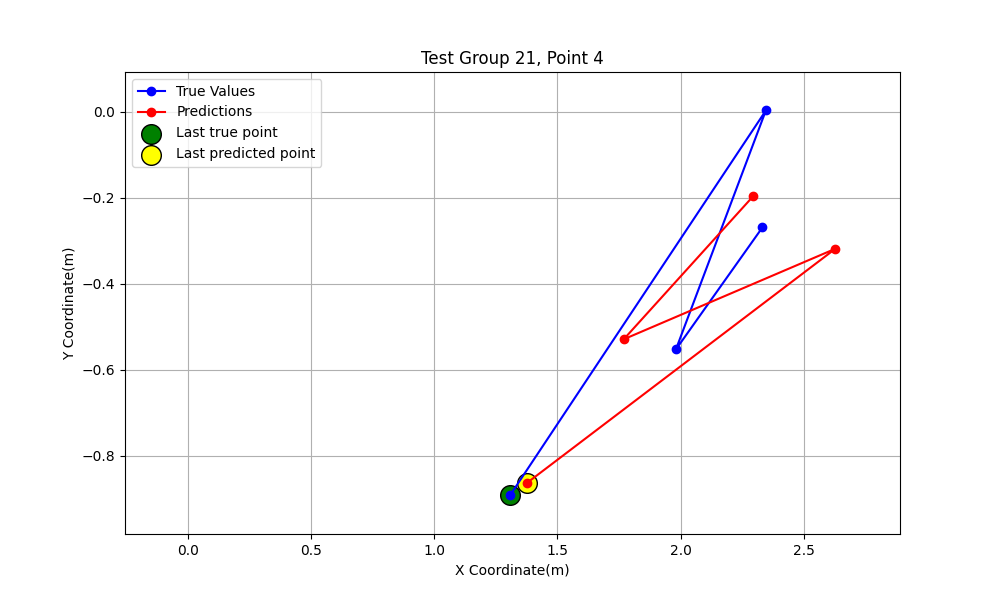 Test Group 21, Point 4
True Values
Predictions
Last true point
Last predicted point
Y Coordinate(m)
0.0
−0.2
−0.4
−0.6
−0.8
0.0 0.5 1.0 1.5 2.0 2.5
X Coordinate(m)